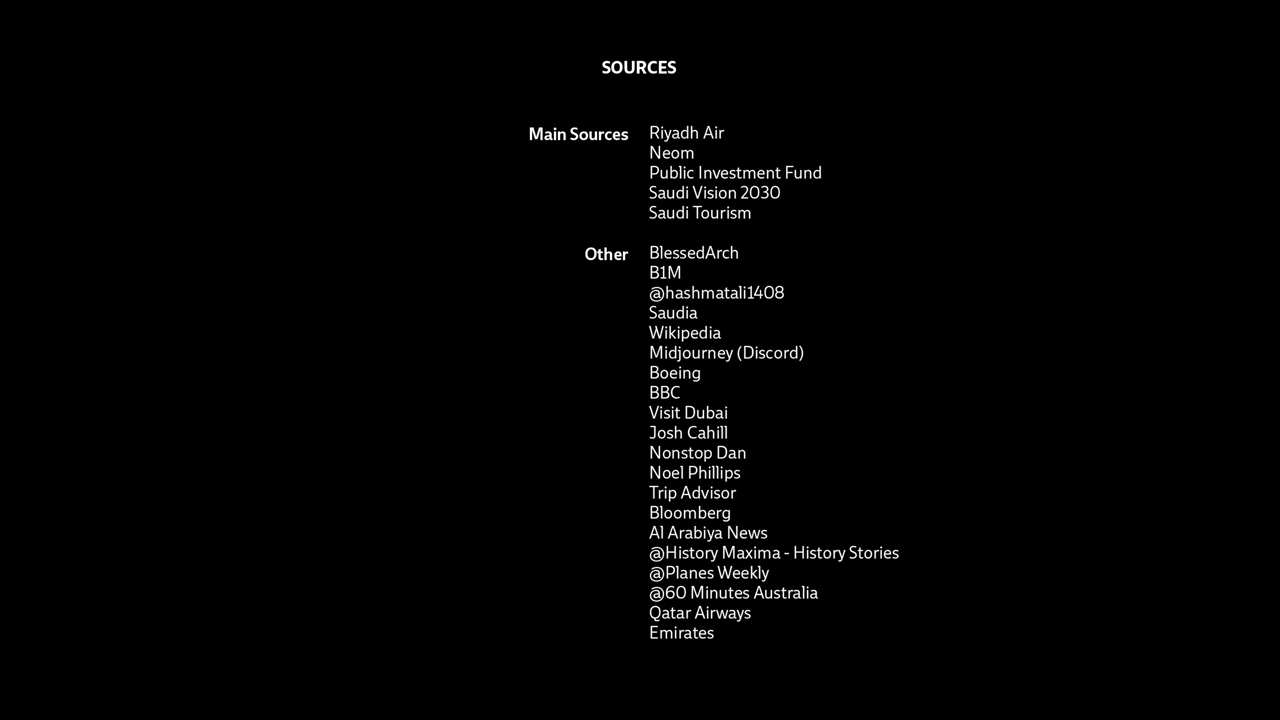 SOURCES
Main Sources
Riyadh Air
Neom
Public Investment Fund
Saudi Vision 2030
Saudi Tourism
Other
BlessedArch
B1M
@hashmatali1408
Saudia
Wikipedia
Midjourney (Discord)
Boeing
BBC
Visit Dubai
Josh Cahill
Nonstop Dan
Noel Phillips
Trip Advisor
Bloomberg
Al Arabiya News
@History Maxima - History Stories
@Planes Weekly
@60 Minutes Australia
Qatar Airways
Emirates